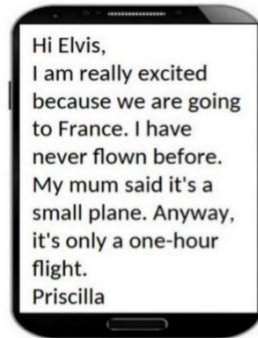 Hi Elvis,
I am really excited
because we are going
to France. I have
never flown before.
My mum said it's a
small plane. Anyway,
it's only a one-hour
flight.
Priscilla